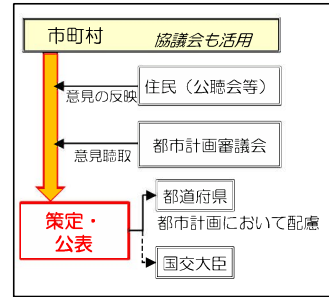 市町村 協議会も活用
住民（公聴会等）
意見の反映
都市計画審議会
意見聴取
都道府県
策定・
公表
都市計画において配慮
国交大臣